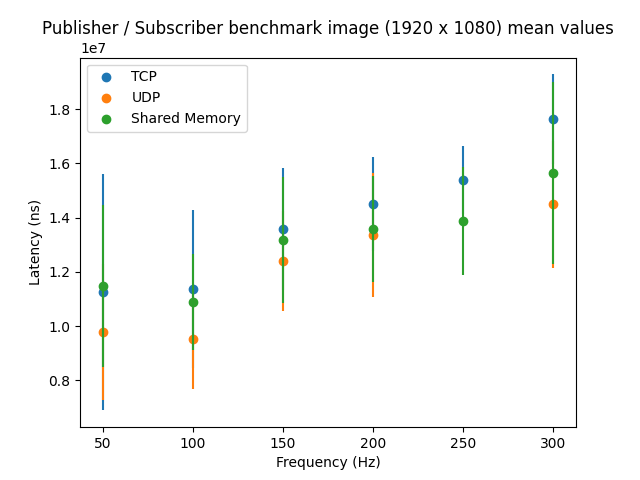 Publisher / Subscriber benchmark image (1920 x 1080) mean values
1e7
TCP
UDP
Shared Memory
1.8
1.6
1.4
1.2
1.0
0.8
Latency (ns)
50 100 150 200 250 300
Frequency (Hz)